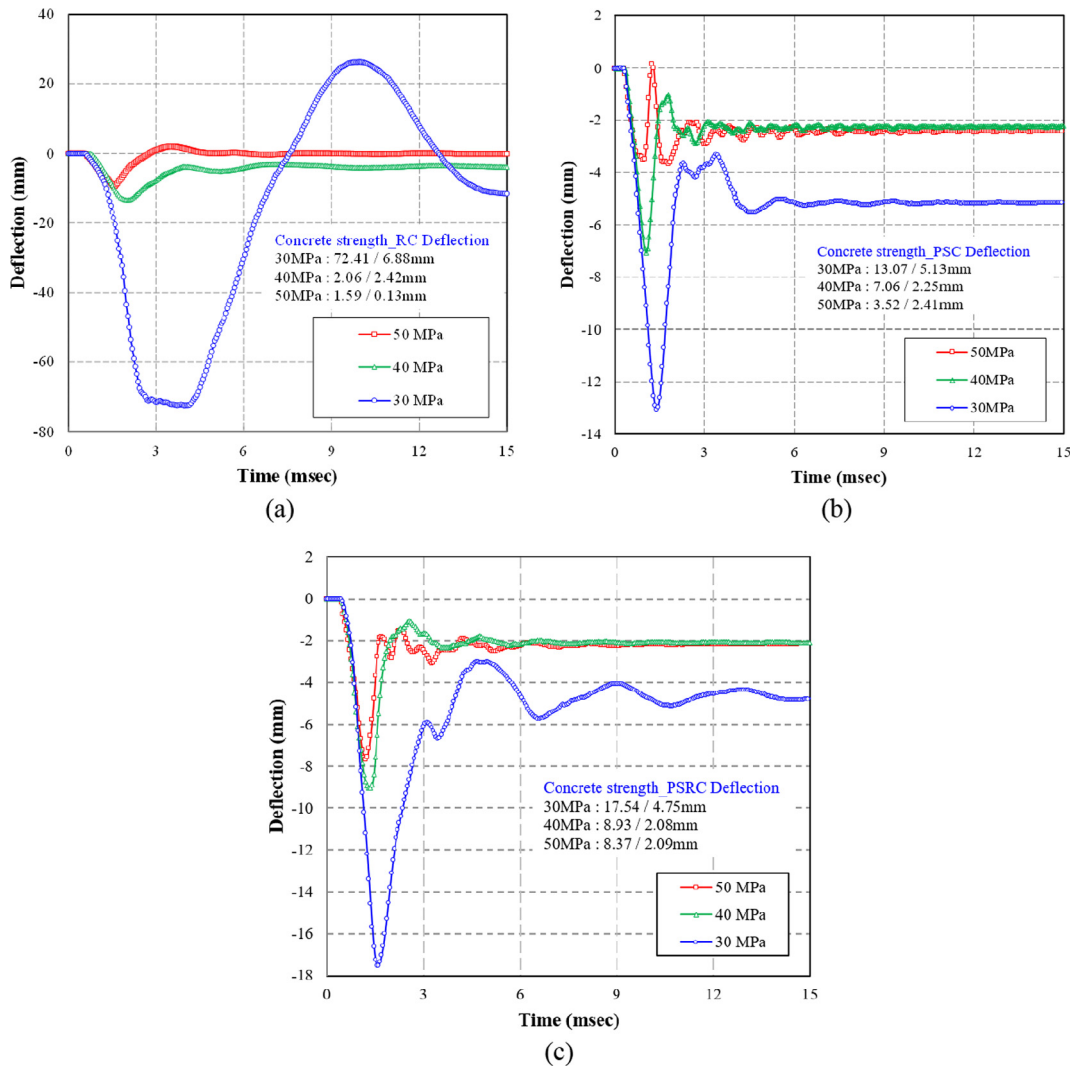 40
20
0
-20
-40
-60
-80
Deflection (mm)
Concrete strength_RC Deflection
30MPa : 72.41 / 6.88mm
40MPa : 2.06 / 2.42mm
50MPa : 1.59 / 0.13mm
50 MPa
40 MPa
30 MPa
0 3 6 9 12 15
Time (msec)
(a)
2
0
-2
-4
-6
-8
-10
-12
-14
Deflection (mm)
Concrete strength_PSC Deflection
30MPa : 13.07 / 5.13mm
40MPa : 7.06 / 2.25mm
50MPa : 3.52 / 2.41mm
50MPa
40MPa
30MPa
0 3 6 9 12 15
Time (msec)
(b)
2
0
-2
-4
-6
-8
-10
-12
-14
-16
-18
Deflection (mm)
Concrete strength_PSRC Deflection
30MPa : 17.54 / 4.75mm
40MPa : 8.93 / 2.08mm
50MPa : 8.37 / 2.09mm
50 MPa
40 MPa
30 MPa
0 3 6 9 12 15
Time (msec)
(c)